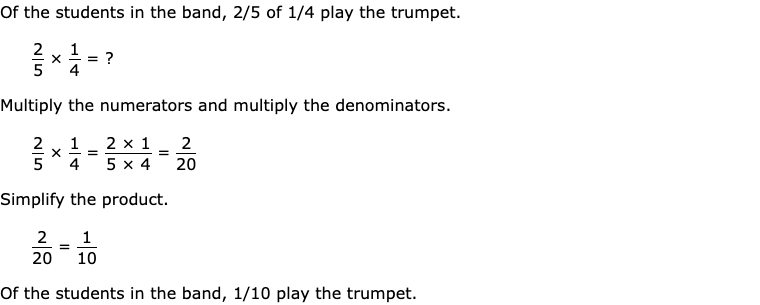 Of the students in the band, 2/5 of 1/4 play the trumpet.
2/5 × 1/4 = ?
Multiply the numerators and multiply the denominators.
2/5 × 1/4 = 2 × 1/5 × 4 = 2/20
Simplify the product.
2/20 = 1/10
Of the students in the band, 1/10 play the trumpet.